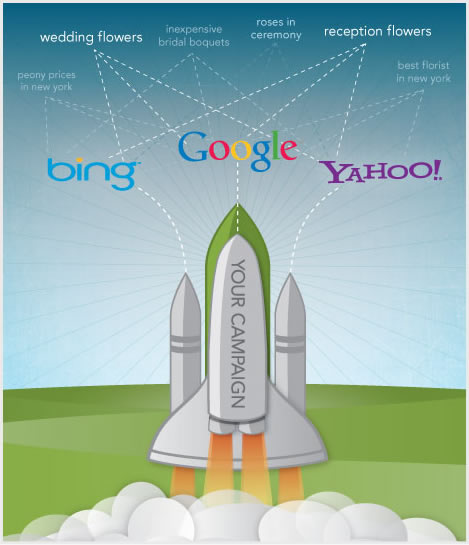 wedding flowers
inexpensive
bridal boquets
roses in
ceremony
reception flowers
peony prices
in new york
best florist
in new york
bing™
Google
YAHOO!
YOUR CAMPAIGN